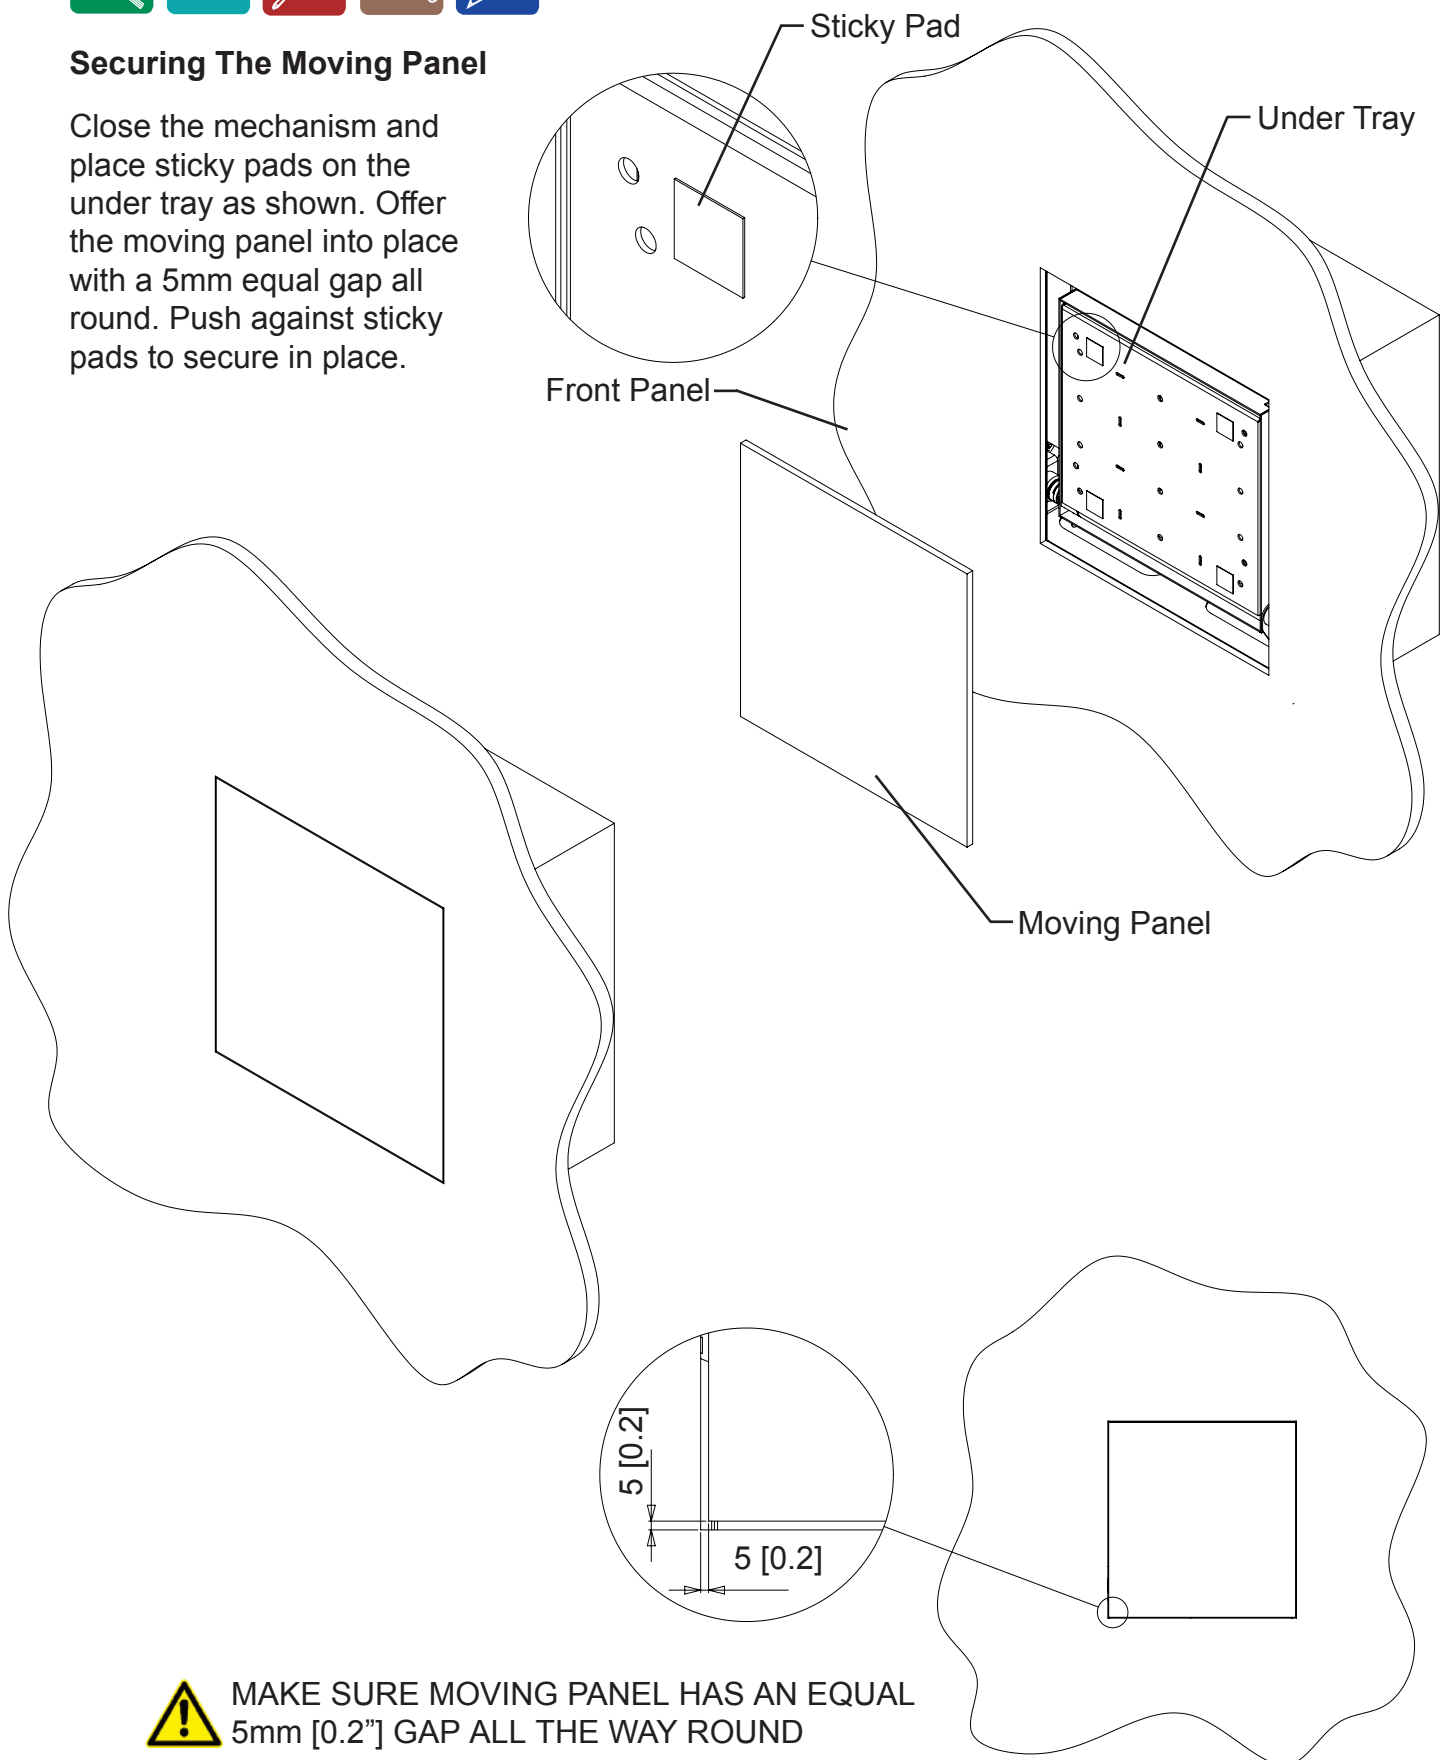 Securing The Moving Panel
Close the mechanism and
place sticky pads on the
under tray as shown. Offer
the moving panel into place
with a 5mm equal gap all
round. Push against sticky
pads to secure in place.
Sticky Pad
Under Tray
Front Panel
Moving Panel
5 [0.2]
5 [0.2]
MAKE SURE MOVING PANEL HAS AN EQUAL
5mm [0.2”] GAP ALL THE WAY ROUND